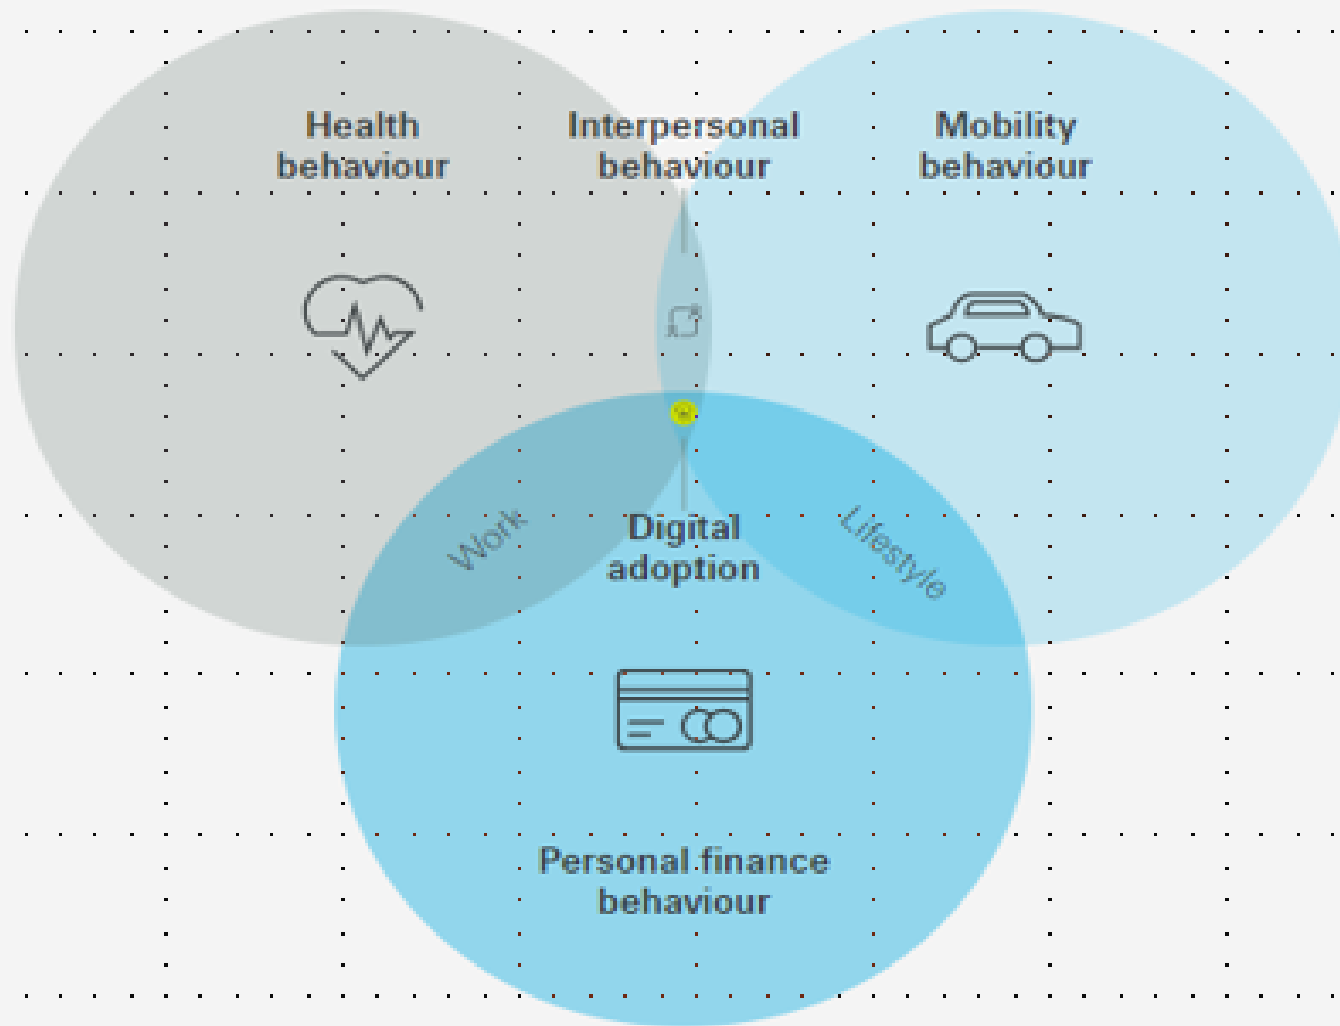 Health
behaviour
Interpersonal
behaviour
Mobility
behaviour
Work
Digital
adoption
Lifestyle
Personal finance
behaviour